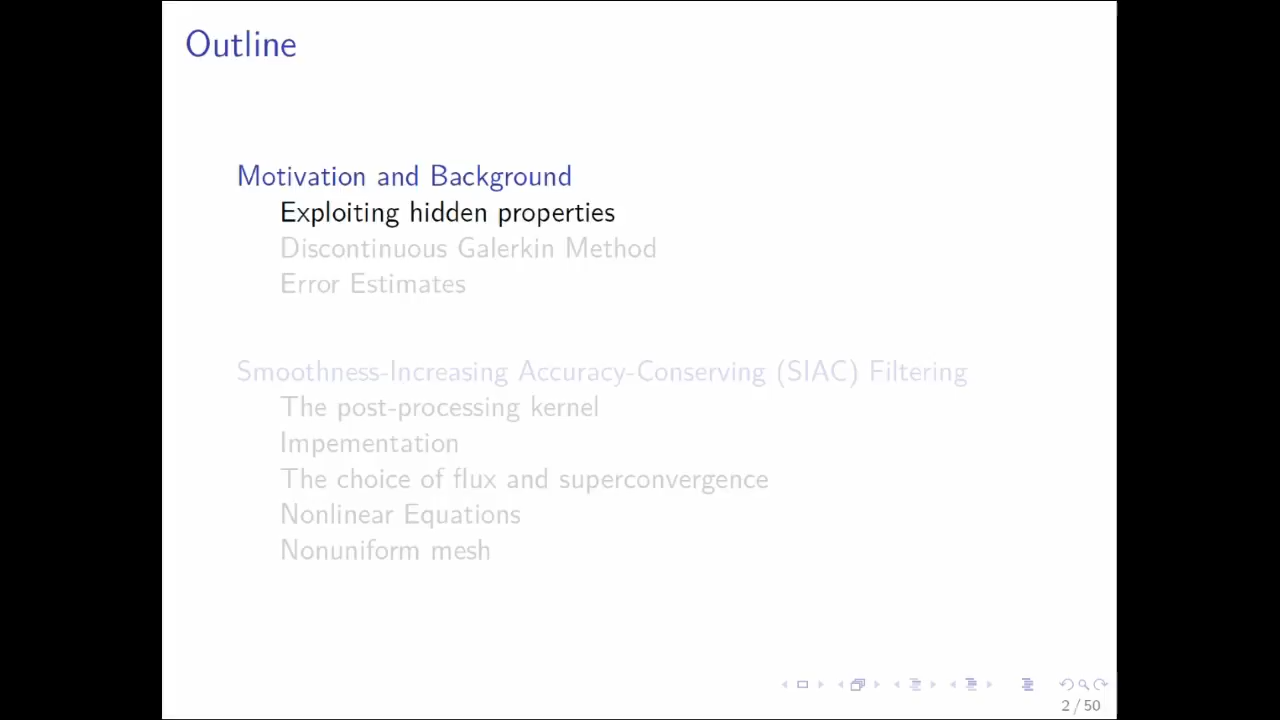 Outline
Motivation and Background
Exploiting hidden properties
Discontinuous Galerkin Method
Error Estimates
Smoothness-Increasing Accuracy-Conserving (SIAC) Filtering
The post-processing kernel
Impementation
The choice of flux and superconvergence
Nonlinear Equations
Nonuniform mesh
2 / 50